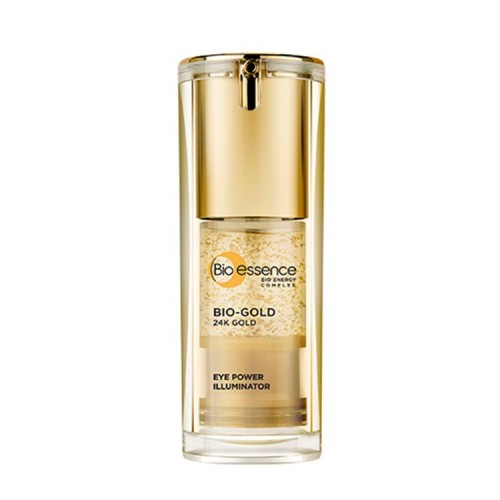 Bio essence
BIO ENERGY
COMPLEX
BIO-GOLD
24K GOLD
EYE POWER
ILLUMINATOR